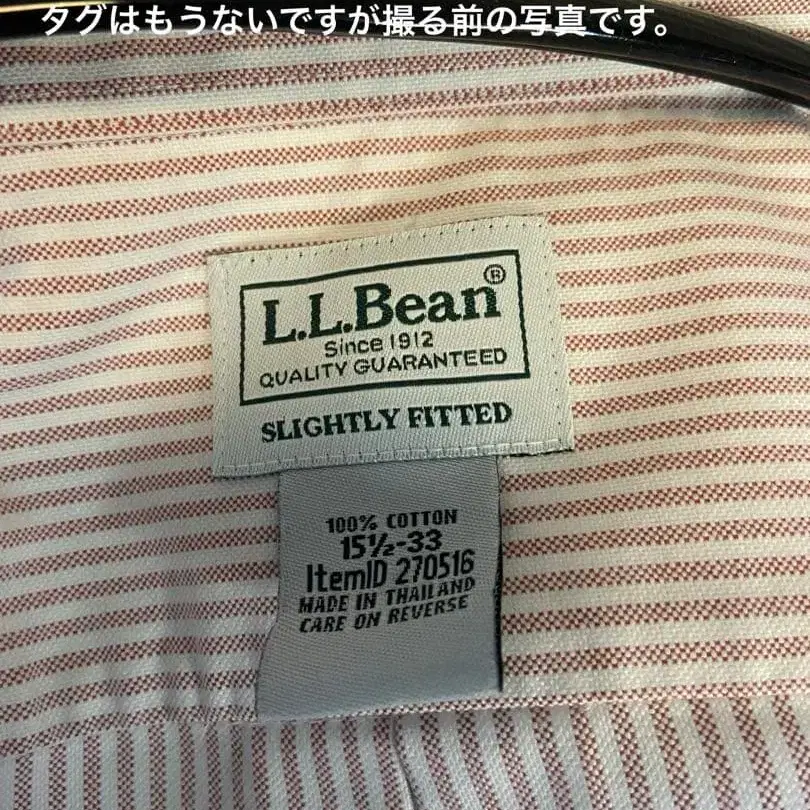 タグはもうないですが撮る前の写真です。
L.L.Bean®
Since 1912
QUALITY GUARANTEED
SLIGHTLY FITTED
100% COTTON
15½-33
ItemID 270516
MADE IN THAILAND
CARE ON REVERSE